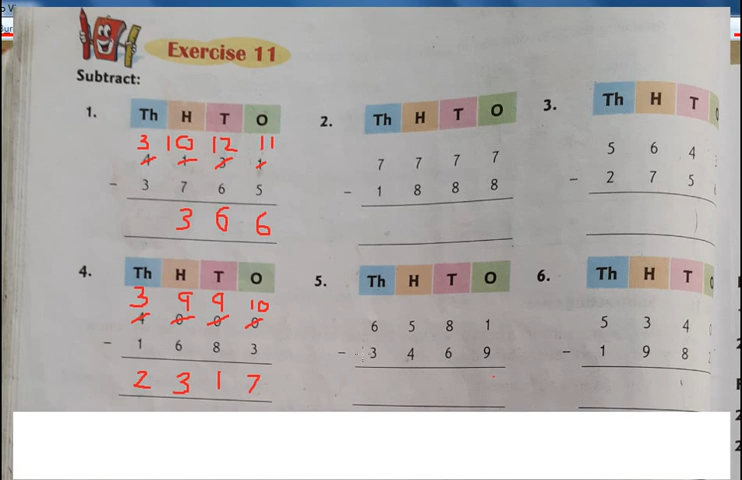 Exercise 11
Subtract:
1. Th H T O
3 10 12 11
4 1 3 1
- 3 7 6 5
3 6 6
2. Th H T O
7 7 7 7
- 1 8 8 8
3. Th H T
5 6 4
- 2 7 5
4. Th H T O
3 9 9 10
4 0 0 0
- 1 6 8 3
2 3 1 7
5. Th H T O
6 5 8 1
- 3 4 6 9
6. Th H T
5 3 4
- 1 9 8